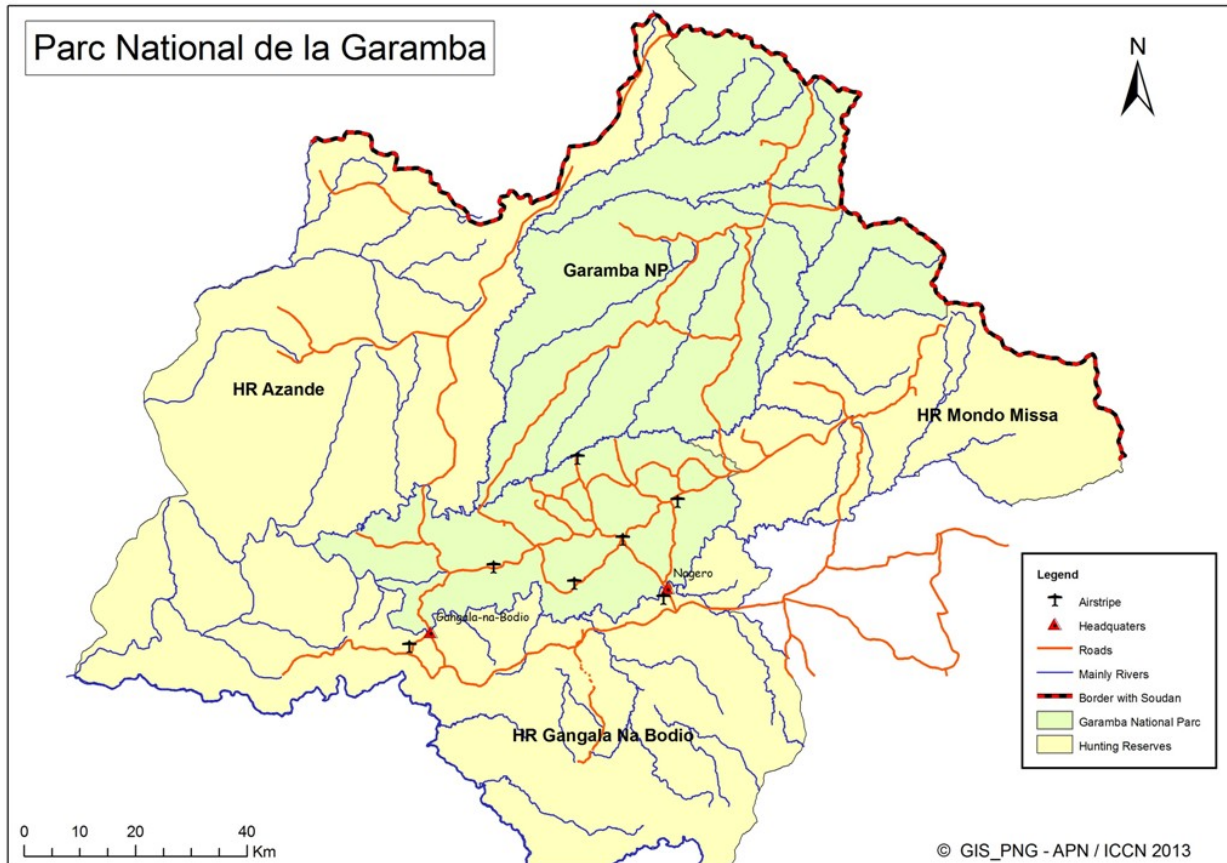 Parc National de la Garamba
N
Garamba NP
HR Azande
HR Mondo Missa
Nagero
Gangala-na-Bodio
HR Gangala Na Bodio
Legend
Airstripe
Headquaters
Roads
Mainly Rivers
Border with Soudan
Garamba National Parc
Hunting Reserves
0 10 20 40
Km
© GIS_PNG - APN / ICCN 2013